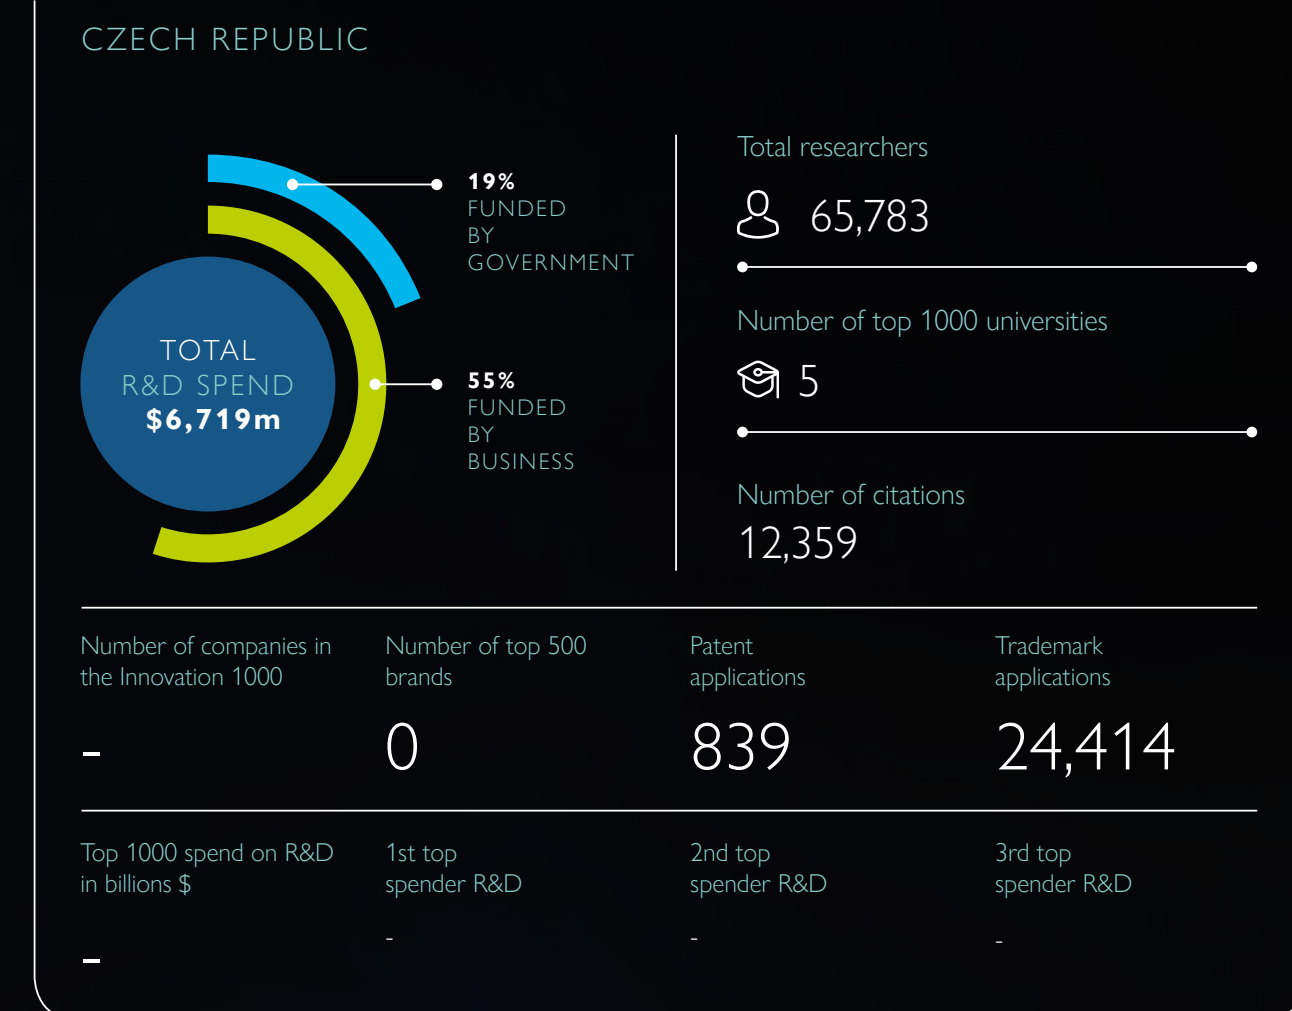 CZECH REPUBLIC
TOTAL
R&D SPEND
$6,719m
19%
FUNDED
BY
GOVERNMENT
55%
FUNDED
BY
BUSINESS
Total researchers
65,783
Number of top 1000 universities
5
Number of citations
12,359
Number of companies in
the Innovation 1000
-
Number of top 500
brands
0
Patent
applications
839
Trademark
applications
24,414
Top 1000 spend on R&D
in billions $
-
1st top
spender R&D
-
2nd top
spender R&D
-
3rd top
spender R&D
-